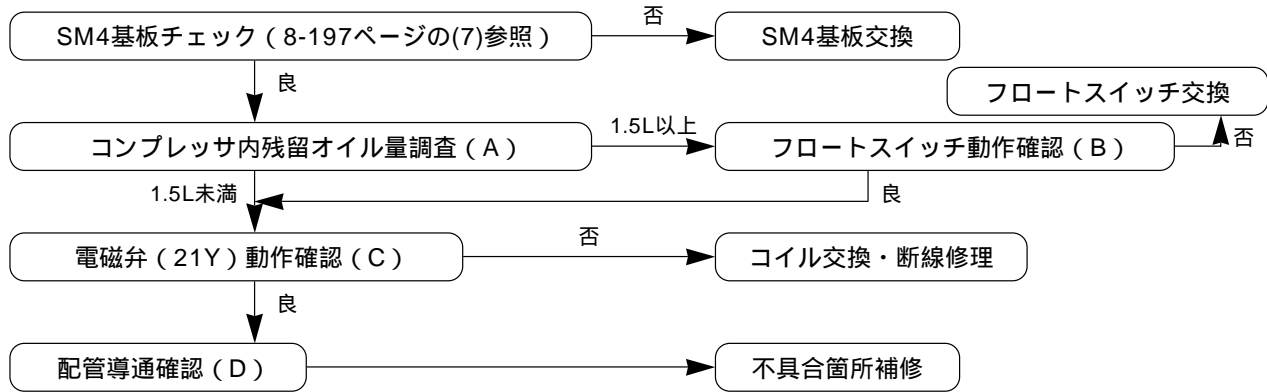 SM4基板チェック（8-197ページの(7)参照）
否
SM4基板交換
良
フロートスイッチ交換
コンプレッサ内残留オイル量調査（A）
1.5L以上
フロートスイッチ動作確認（B）
否
1.5L未満
良
電磁弁（21Y）動作確認（C）
否
コイル交換・断線修理
良
配管導通確認（D）
不具合箇所補修